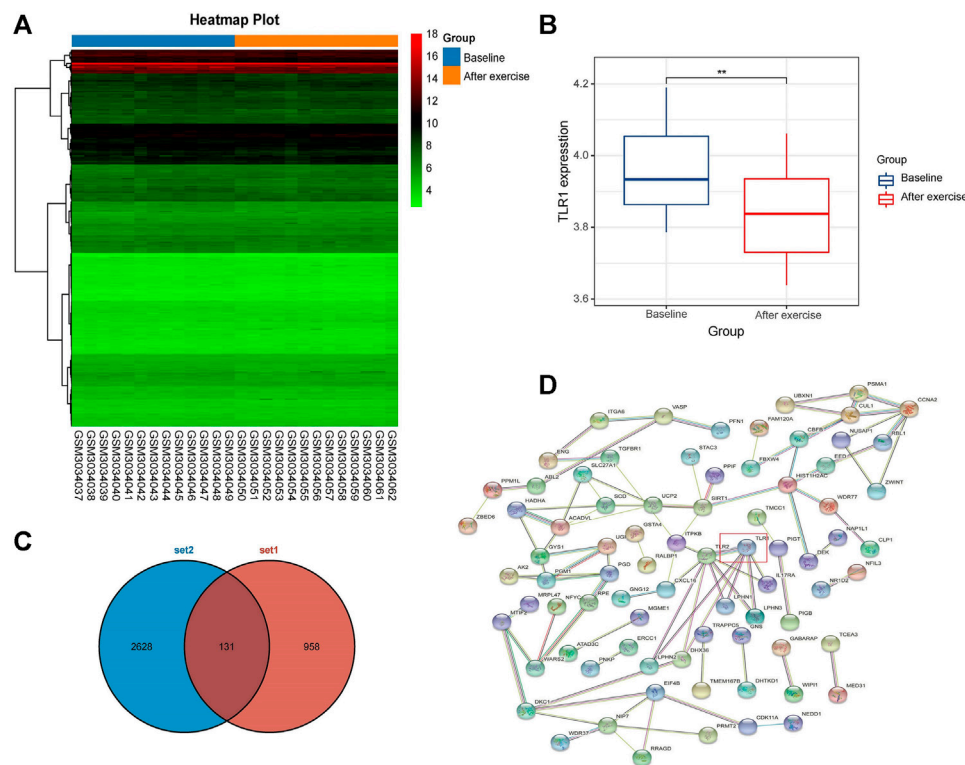 A
Heatmap Plot
Group
Baseline
After exercise
18
16
14
12
10
8
6
4
GSM3034037
GSM3034038
GSM3034039
GSM3034040
GSM3034041
GSM3034042
GSM3034043
GSM3034044
GSM3034045
GSM3034046
GSM3034047
GSM3034048
GSM3034049
GSM3034050
GSM3034051
GSM3034052
GSM3034053
GSM3034054
GSM3034055
GSM3034056
GSM3034057
GSM3034058
GSM3034059
GSM3034060
GSM3034061
GSM3034062
B
**
4.2
4.0
3.8
3.6
TLR1 expresstion
Baseline
After exercise
Group
Group
Baseline
After exercise
C
set2
set1
2628
131
958
D
UBXN1
PSMA1
CUL1
CCNA2
ITGA6
VASP
PFN1
FAM120A
CBFB
NUSAP1
RBL1
STAC3
FBXW4
EED
ZWINT
ENG
TGFBR1
SLC27A1
PPIF
PPM1L
ABL2
HIST1H2AC
ZBED6
HADHA
SCD
UCP2
SIRT1
WDR77
ACADVL
TMCC1
NAP1L1
CLP1
GYS1
GSTA4
ITPKB
TLR2
TLR1
PIGT
DEK
NFIL3
AK2
PGM1
PGD
RALBP1
CXCL16
IL17RA
NR1D2
MRPL47
NFYC
RPE
GNG12
LPHN1
MTIF2
MGME1
LPHN3
PIGB
ATAD3C
ERCC1
TRAPPC5
GNS
GABARAP
TCEA3
WARS2
PNKP
LPHN2
DHX36
TMEM167B
DHTKD1
WIPI1
MED31
DKC1
EIF4B
NIP7
CDK11A
NEDD1
WDR37
PRMT2
RRAGD